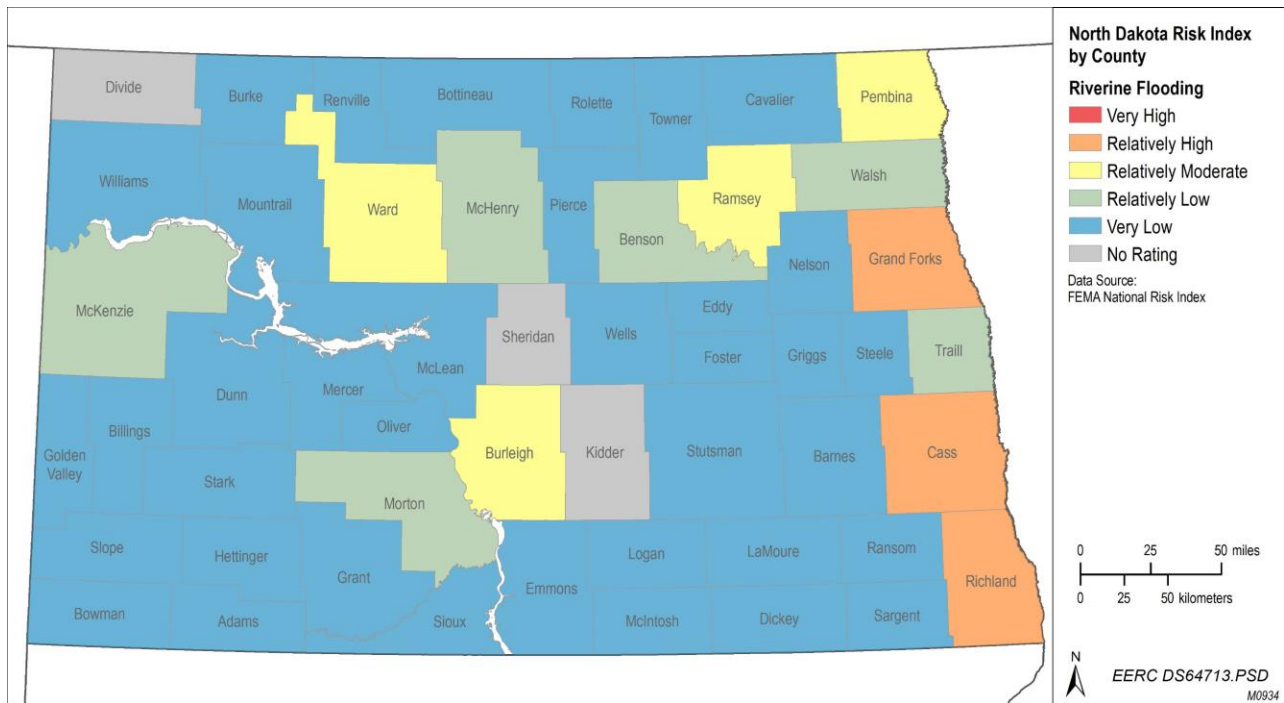 North Dakota Risk Index
by County
Riverine Flooding
Very High
Relatively High
Relatively Moderate
Relatively Low
Very Low
No Rating
Data Source:
FEMA National Risk Index
Divide
Burke
Renville
Bottineau
Rolette
Towner
Cavalier
Pembina
Williams
Mountrail
Ward
McHenry
Pierce
Benson
Ramsey
Walsh
Nelson
Grand Forks
McKenzie
Dunn
Mercer
McLean
Sheridan
Wells
Eddy
Foster
Griggs
Steele
Traill
Golden
Valley
Billings
Stark
Oliver
Burleigh
Kidder
Stutsman
Barnes
Cass
Morton
Slope
Hettinger
Grant
Emmons
Logan
LaMoure
Ransom
Richland
Bowman
Adams
Sioux
McIntosh
Dickey
Sargent
0 25 50 miles
0 25 50 kilometers
N
EERC DS64713.PSD
M0934